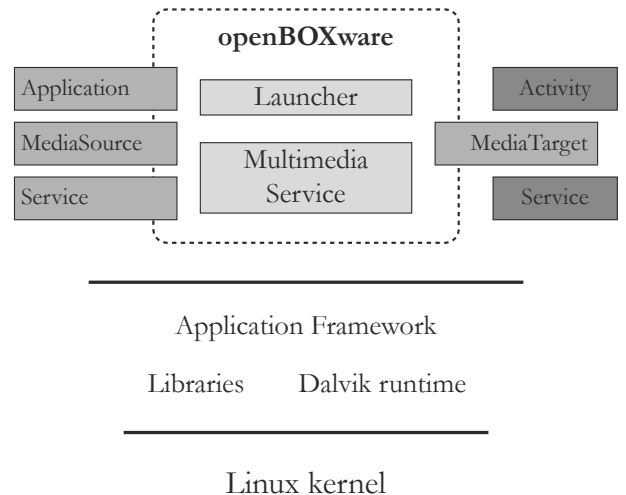 openBOXware
Application
Launcher
Activity
MediaSource
Multimedia
Service
MediaTarget
Service
Service
Application Framework
Libraries
Dalvik runtime
Linux kernel